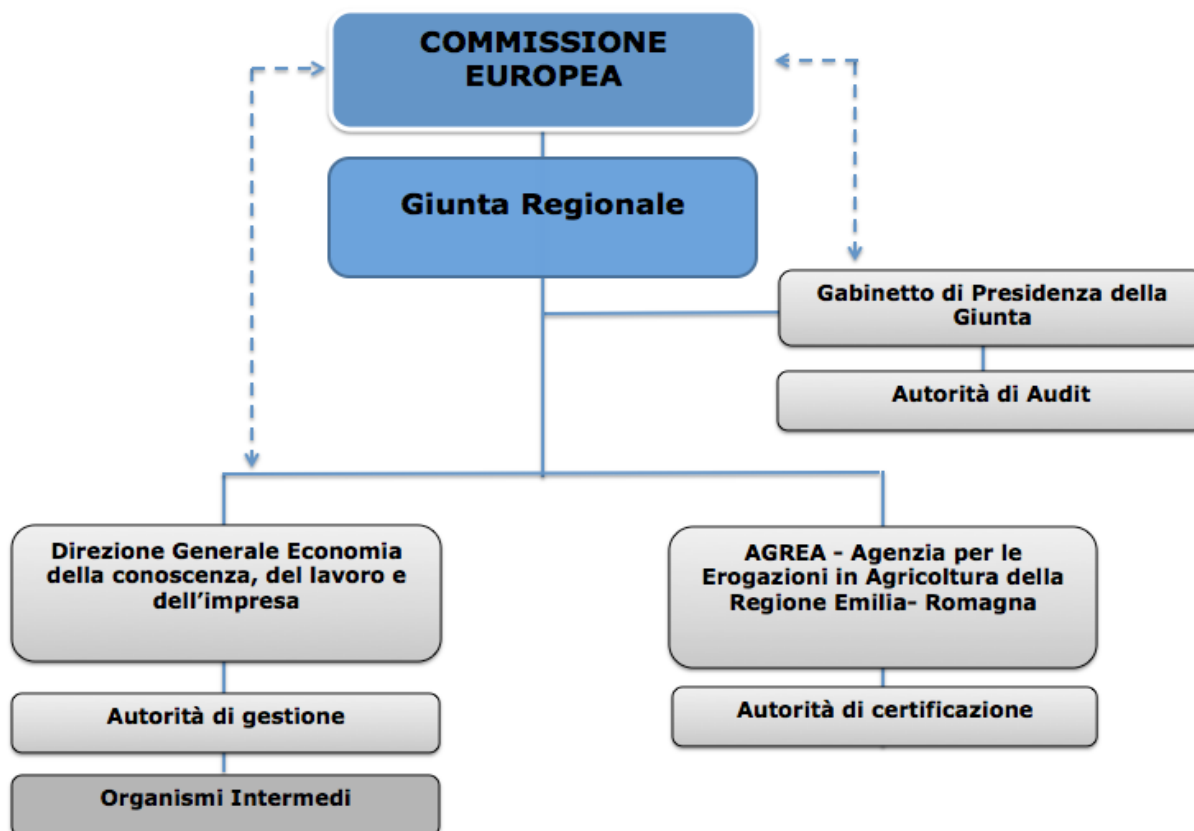 COMMISSIONE
EUROPEA
Giunta Regionale
Gabinetto di Presidenza della
Giunta
Autorità di Audit
Direzione Generale Economia
della conoscenza, del lavoro e
dell’impresa
AGREA - Agenzia per le
Erogazioni in Agricoltura della
Regione Emilia- Romagna
Autorità di gestione
Autorità di certificazione
Organismi Intermedi